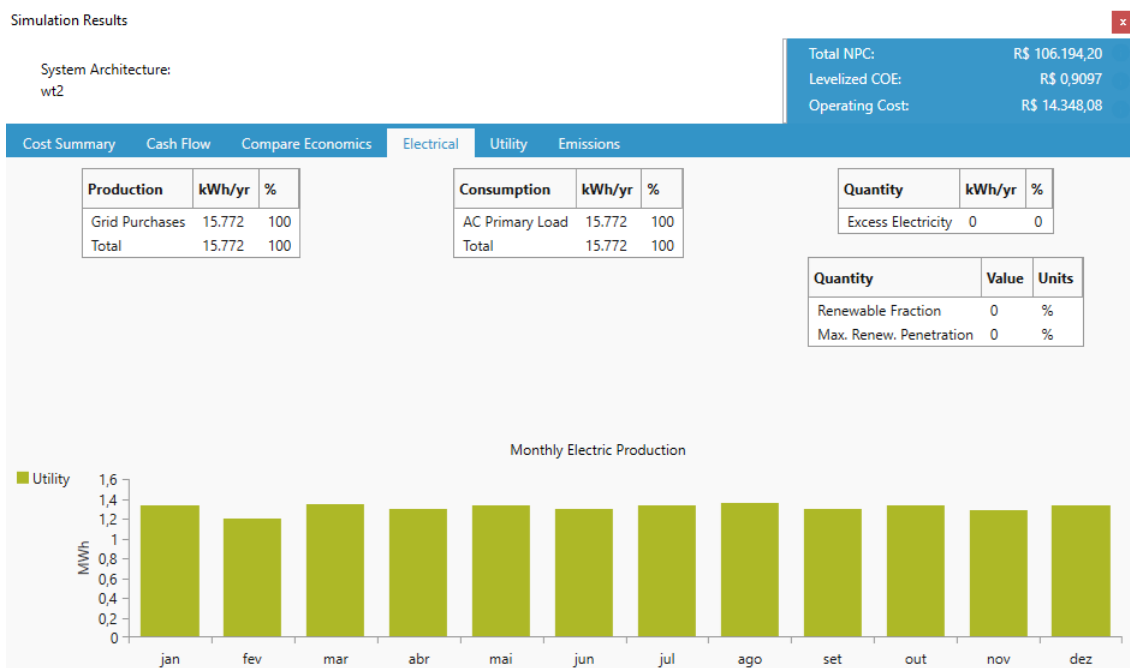 Simulation Results
x
System Architecture:
wt2
Total NPC: R$ 106.194,20
Levelized COE: R$ 0,9097
Operating Cost: R$ 14.348,08
Cost Summary Cash Flow Compare Economics Electrical Utility Emissions
Production kWh/yr %
Grid Purchases 15.772 100
Total 15.772 100
Consumption kWh/yr %
AC Primary Load 15.772 100
Total 15.772 100
Quantity kWh/yr %
Excess Electricity 0 0
Quantity Value Units
Renewable Fraction 0 %
Max. Renew. Penetration 0 %
Monthly Electric Production
Utility
MWh
1,6
1,4
1,2
1
0,8
0,6
0,4
0,2
0
jan fev mar abr mai jun jul ago set out nov dez